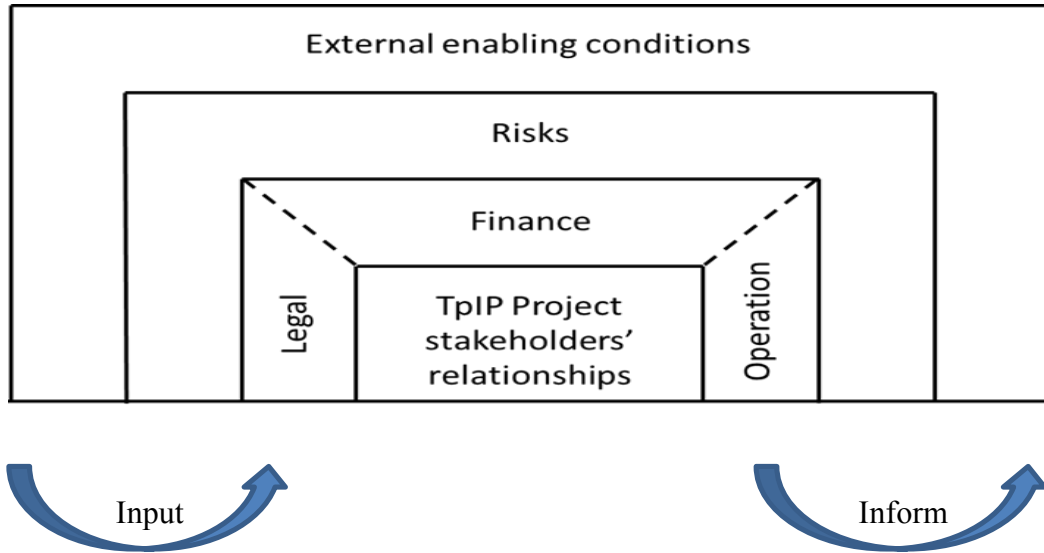 External enabling conditions
Risks
Finance
Legal
TpIP Project
stakeholders’
relationships
Operation
Input
Inform